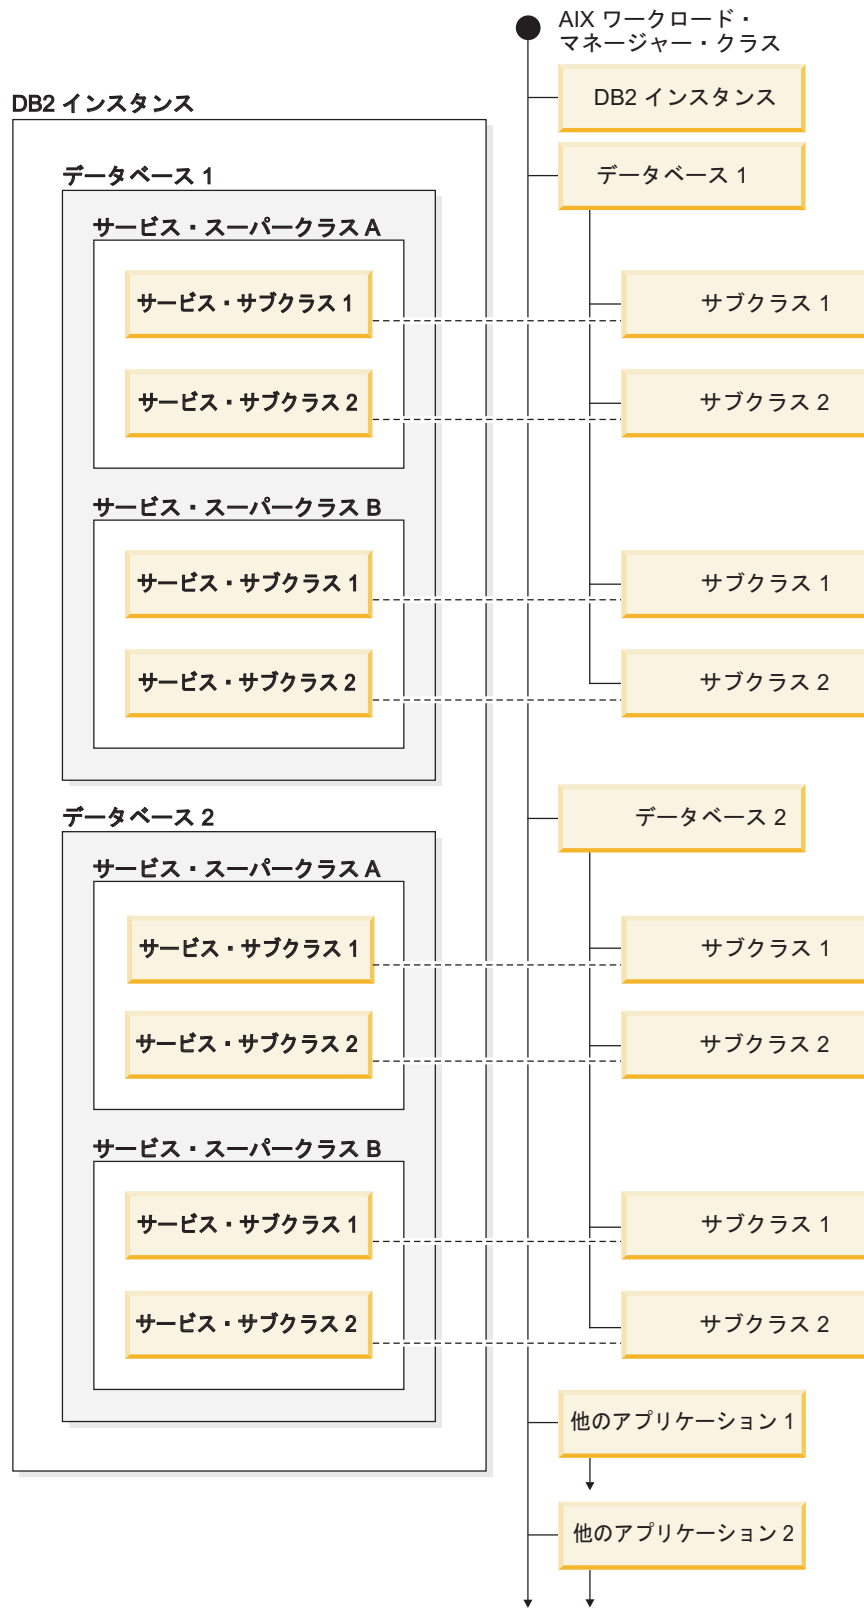 AIX ワークロード・
マネージャー・クラス
DB2 インスタンス
DB2 インスタンス
データベース 1
データベース 1
サービス・スーパークラス A
サービス・サブクラス 1
サブクラス 1
サービス・サブクラス 2
サブクラス 2
サービス・スーパークラス B
サービス・サブクラス 1
サブクラス 1
サービス・サブクラス 2
サブクラス 2
データベース 2
データベース 2
サービス・スーパークラス A
サービス・サブクラス 1
サブクラス 1
サービス・サブクラス 2
サブクラス 2
サービス・スーパークラス B
サービス・サブクラス 1
サブクラス 1
サービス・サブクラス 2
サブクラス 2
他のアプリケーション 1
他のアプリケーション 2